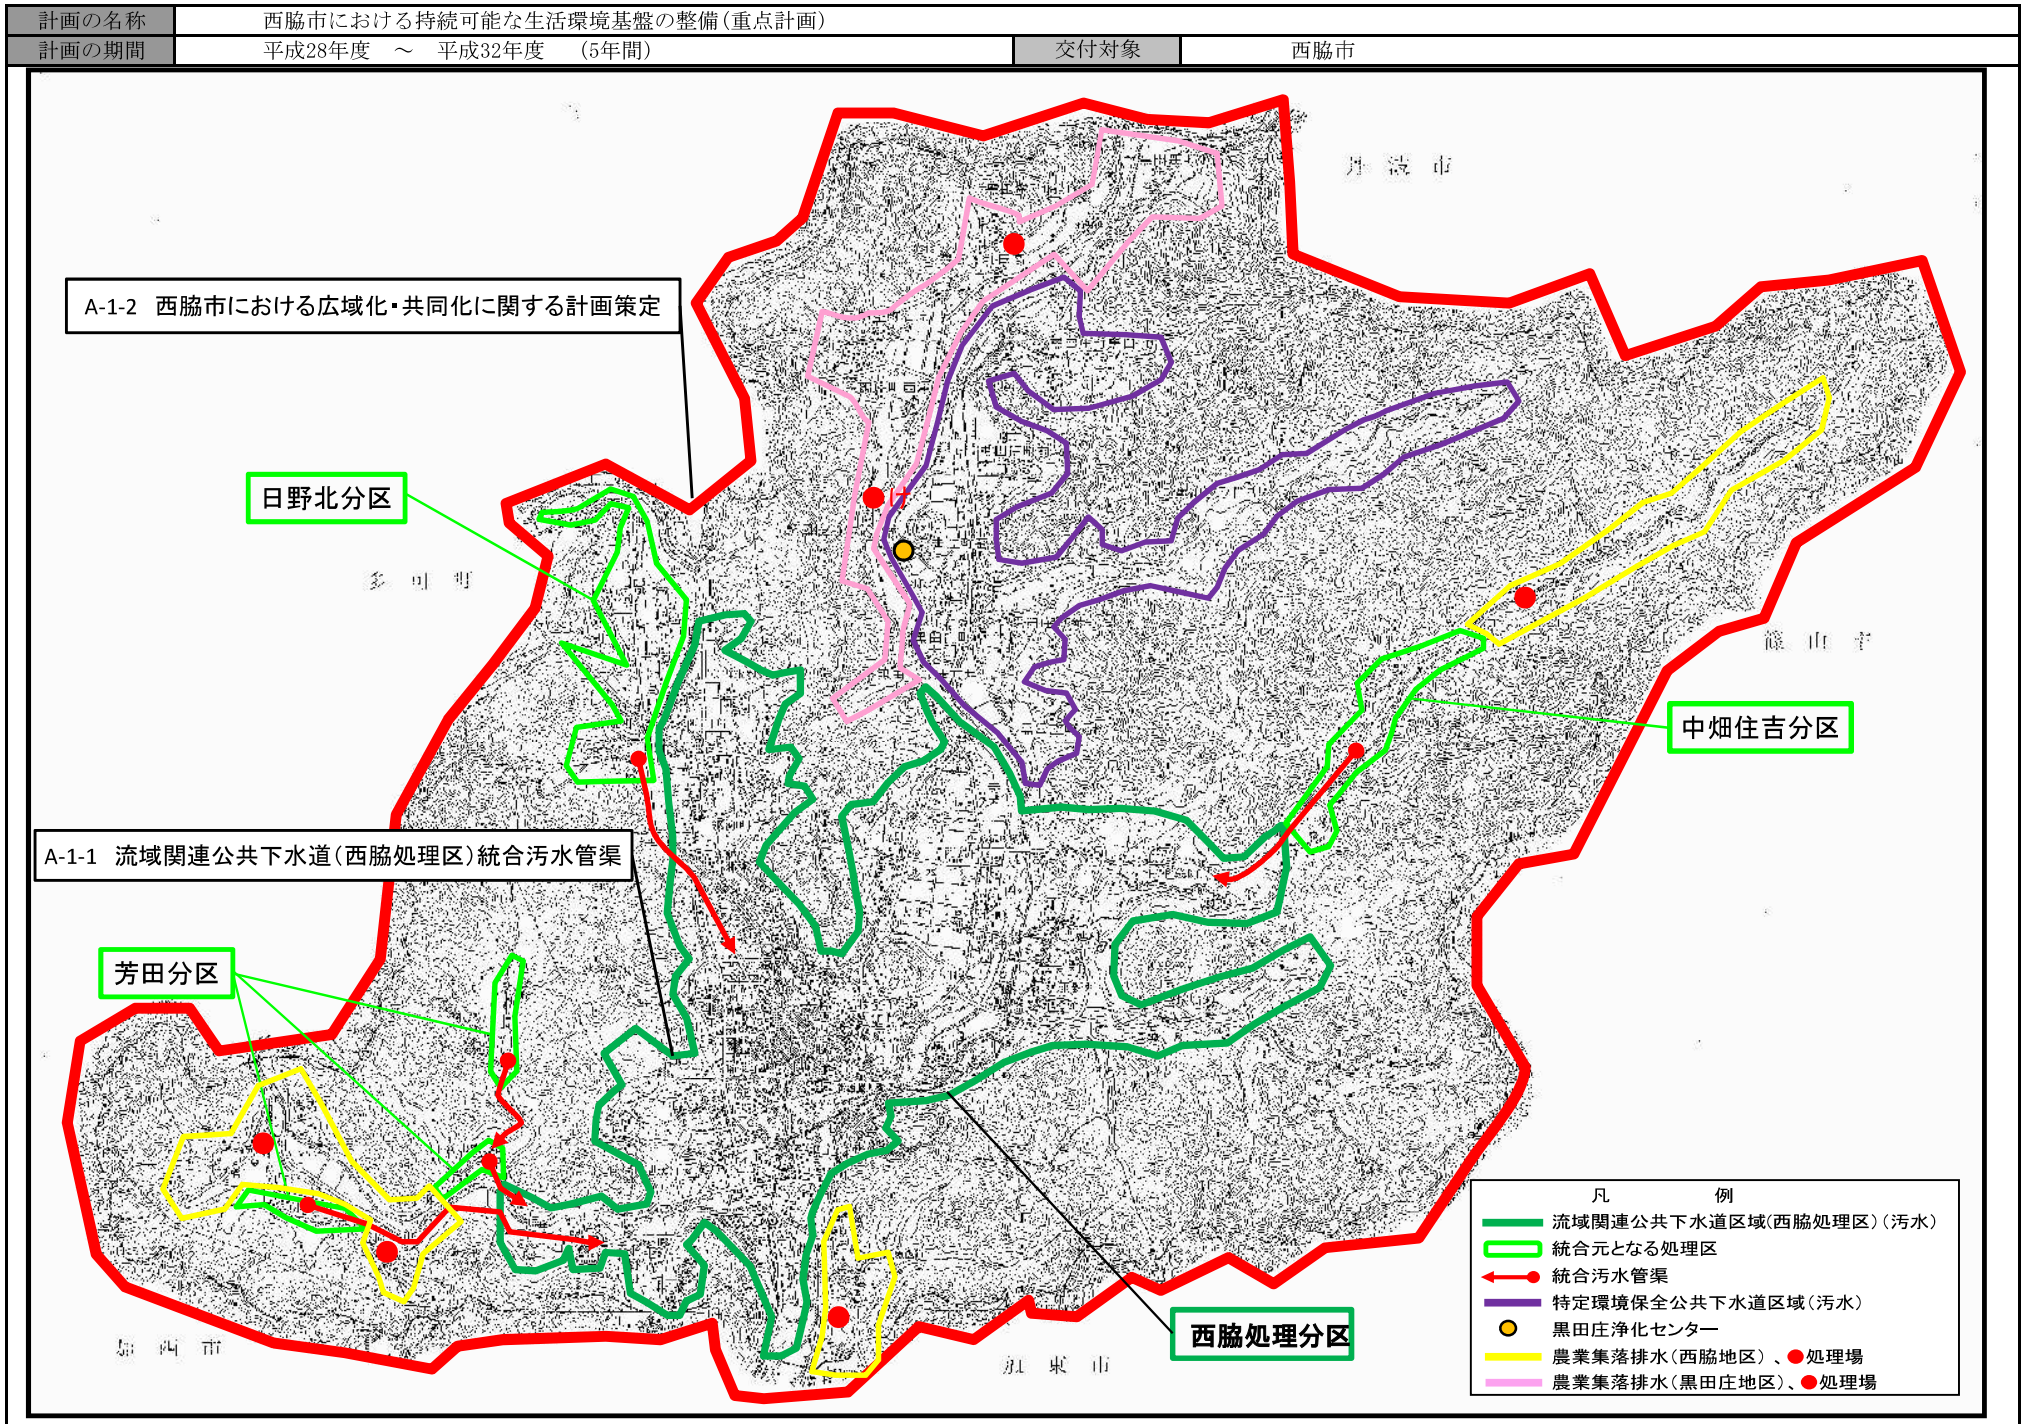 計画の名称 西脇市における持続可能な生活環境基盤の整備(重点計画)
計画の期間 平成28年度 ～ 平成32年度 (5年間) 交付対象 西脇市
丹波市
A-1-2 西脇市における広域化・共同化に関する計画策定
日野北分区
け
多可町
篠山市
中畑住吉分区
A-1-1 流域関連公共下水道(西脇処理区)統合汚水管渠
芳田分区
西脇処理分区
加西市
加東市
凡例
流域関連公共下水道区域(西脇処理区)(汚水)
統合元となる処理区
統合汚水管渠
特定環境保全公共下水道区域(汚水)
黒田庄浄化センター
農業集落排水(西脇地区)、●処理場
農業集落排水(黒田庄地区)、●処理場